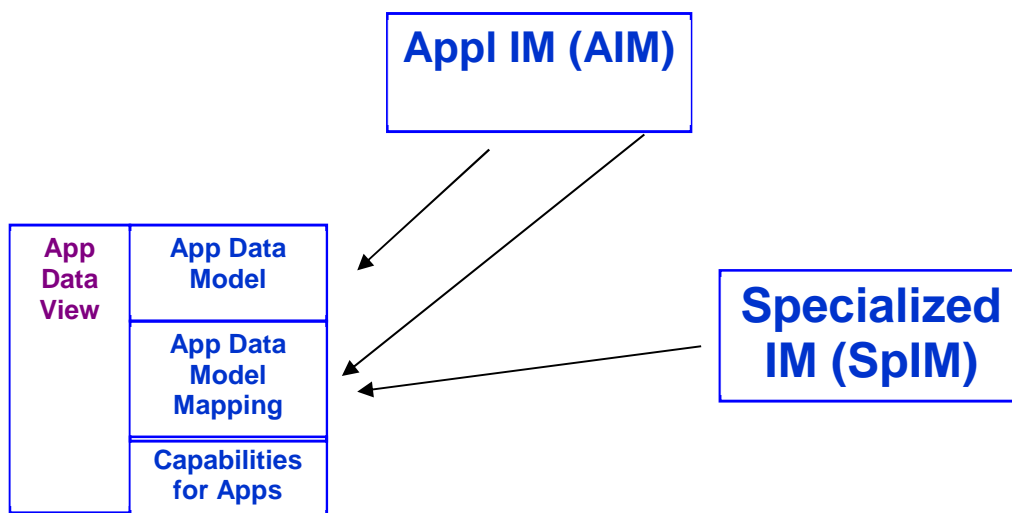 Appl IM (AIM)
App
Data
View
App Data
Model
App Data
Model
Mapping
Capabilities
for Apps
Specialized
IM (SpIM)